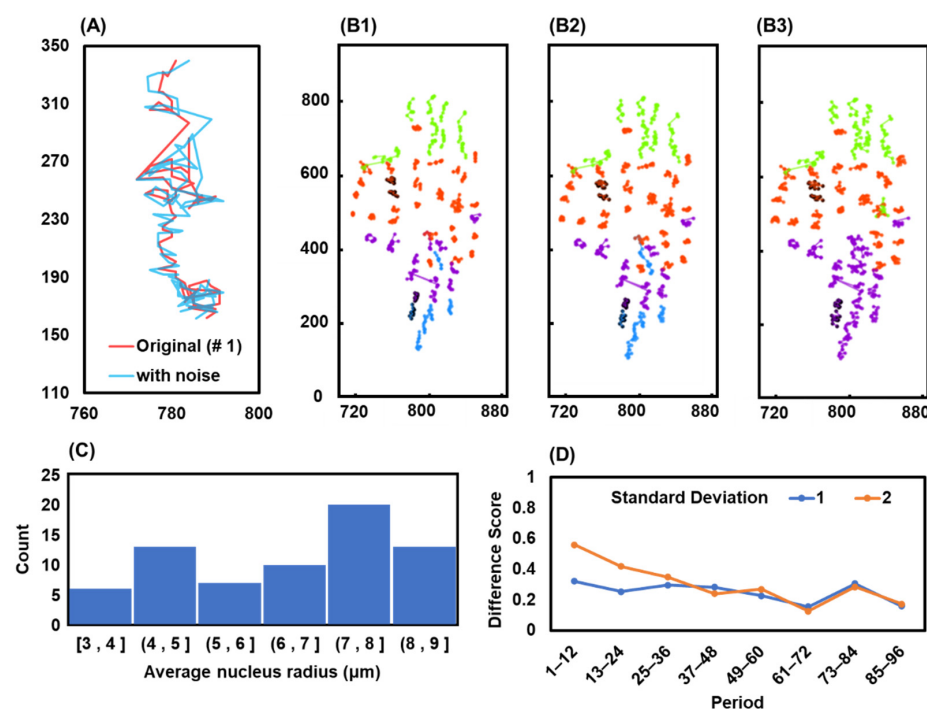 (A)
350
310
270
230
190
150
110
760
780
800
Original (# 1)
with noise
(B1)
800
600
400
200
0
720
800
880
(B2)
720
800
880
(B3)
720
800
880
(C)
25
20
15
10
5
0
Count
[3 , 4 ]
(4 , 5 ]
(5 , 6 ]
(6 , 7 ]
(7 , 8 ]
(8 , 9 ]
Average nucleus radius (μm)
(D)
1
0.8
0.6
0.4
0.2
0
Difference Score
Standard Deviation 1 2
1–12
13–24
25–36
37–48
49–60
61–72
73–84
85–96
Period